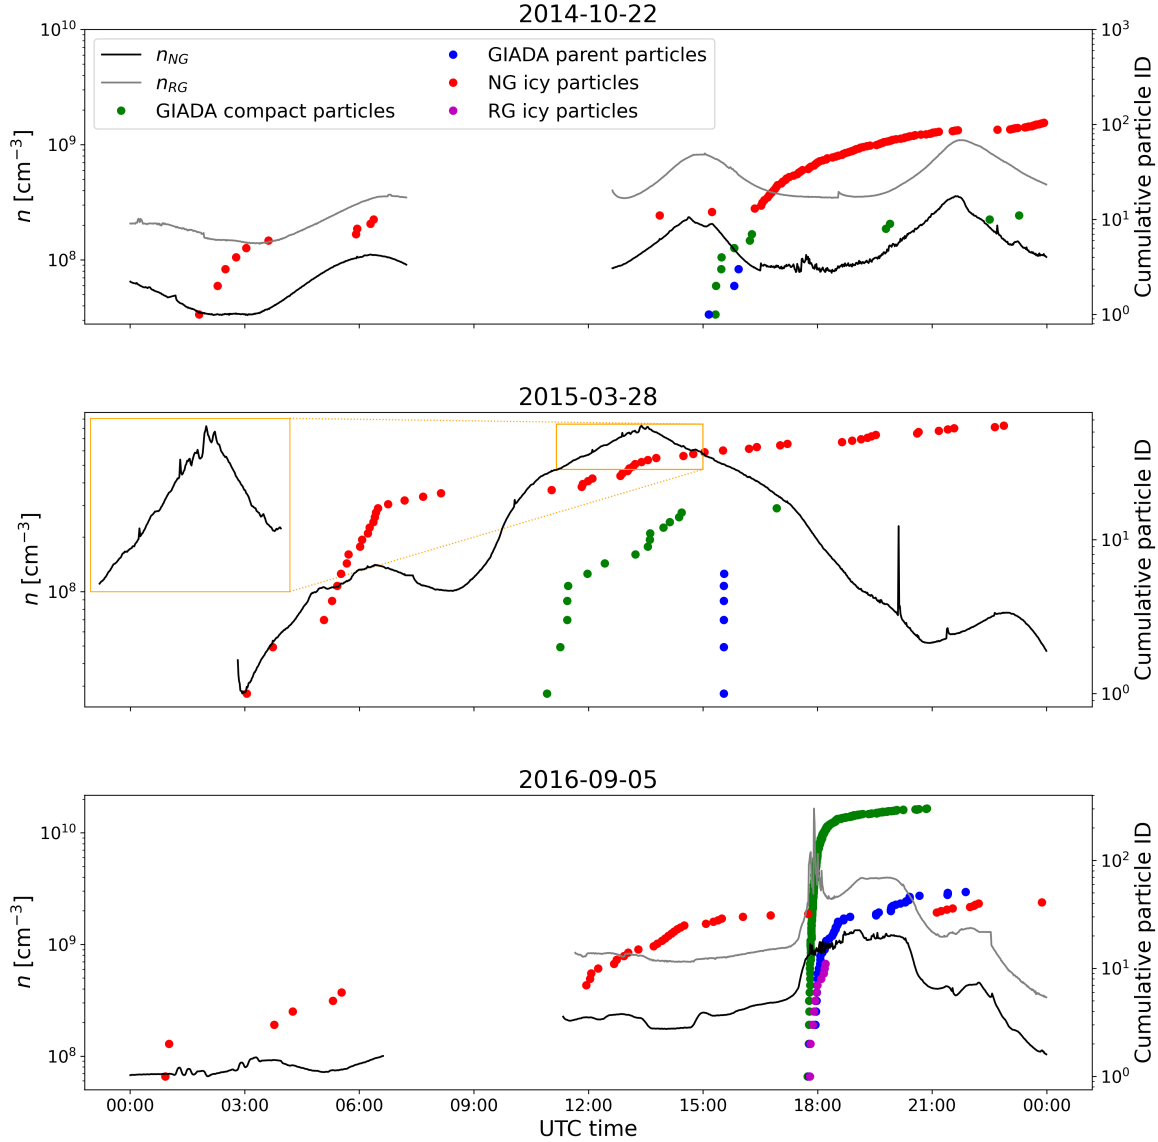 2014-10-22
10^10
10^9
10^8
n [cm^−3]
n_NG
n_RG
GIADA compact particles
GIADA parent particles
NG icy particles
RG icy particles
10^3
10^2
10^1
10^0
Cumulative particle ID
2015-03-28
10^8
n [cm^−3]
10^1
10^0
Cumulative particle ID
2016-09-05
10^10
10^9
10^8
n [cm^−3]
10^2
10^1
10^0
Cumulative particle ID
00:00 03:00 06:00 09:00 12:00 15:00 18:00 21:00 00:00
UTC time